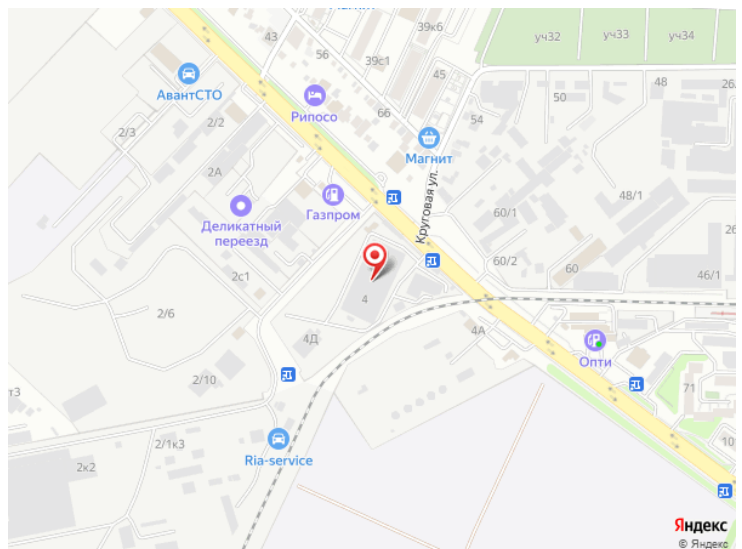 Магнит
43
56
39к6
39с1
45
уч32
уч33
уч34
48
50
54
66
АвантСТО
Рипосо
Магнит
2/3
2/2
2А
Газпром
Круговая ул.
48/1
60/1
Деликатный
переезд
2с1
60/2
60
46/1
4
2/6
4Д
4А
Опти
2/10
71
2/1к3
Ria-service
2к2
Яндекс
© Яндекс